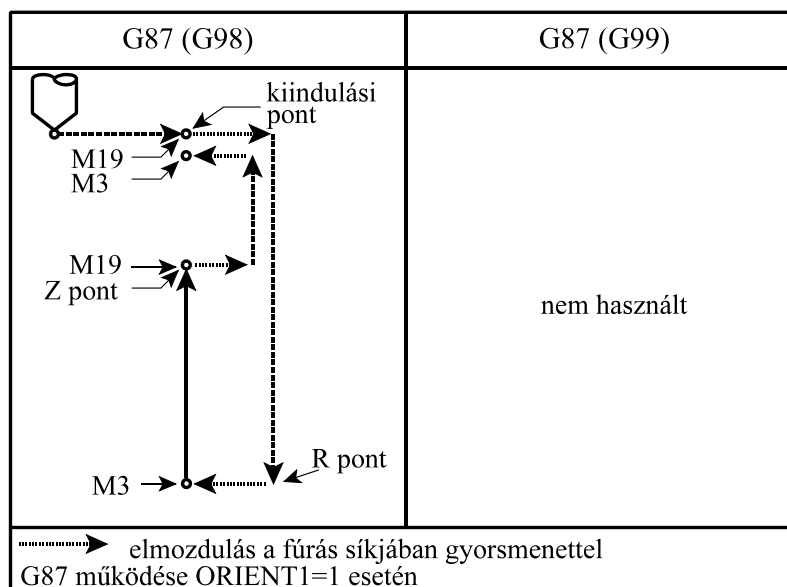 G87 (G98)
G87 (G99)
kiindulási
pont
M19
M3
M19
Z pont
nem használt
R pont
M3
elmozdulás a fúrás síkjában gyorsmenettel
G87 működése ORIENT1=1 esetén